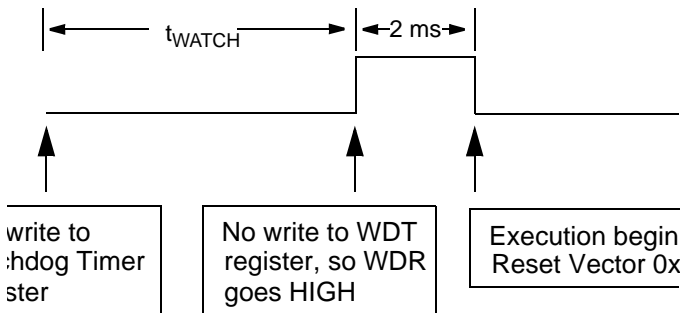 tWATCH
2 ms
write to
chdog Timer
ster
No write to WDT
register, so WDR
goes HIGH
Execution begin
Reset Vector 0x